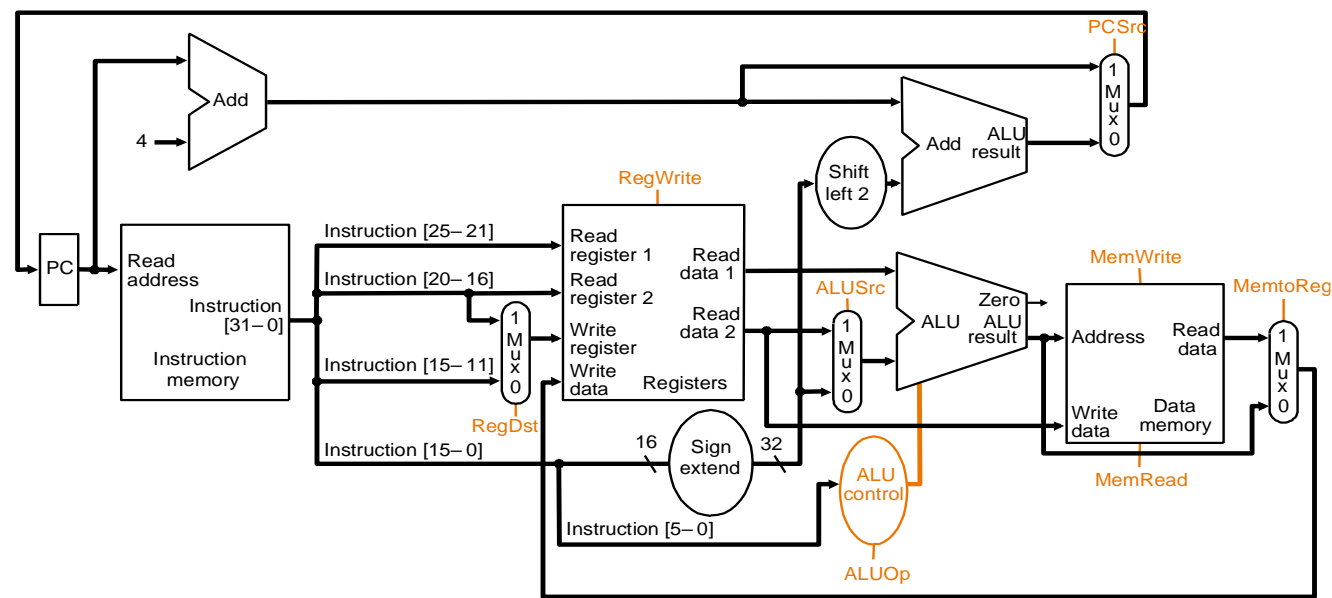 PCSrc
1
M
u
x
0
Add
4
Add
ALU
result
Shift
left 2
RegWrite
PC
Read
address
Instruction
[31–0]
Instruction
memory
Instruction [25–21]
Instruction [20–16]
Instruction [15–11]
Instruction [15–0]
Instruction [5–0]
1
M
u
x
0
RegDst
Read
register 1
Read
register 2
Write
register
Write
data
Registers
Read
data 1
Read
data 2
16
Sign
extend
32
ALUSrc
1
M
u
x
0
Zero
ALU
ALU
result
ALU
control
ALUOp
MemWrite
Address
Read
data
Write
data
Data
memory
MemRead
MemtoReg
1
M
u
x
0